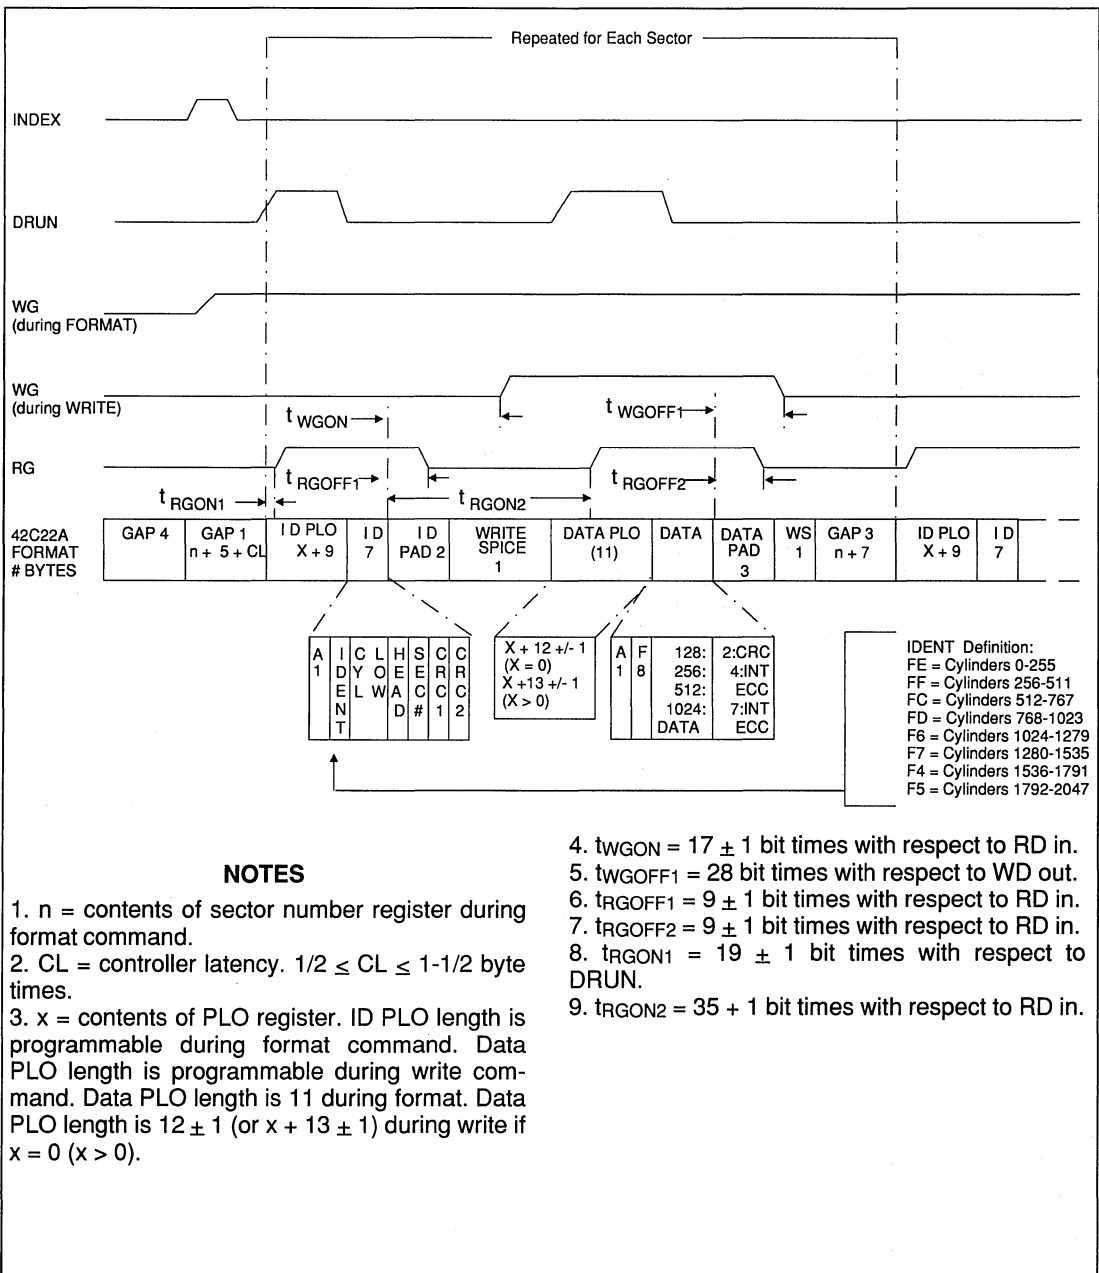 Repeated for Each Sector
INDEX
DRUN
WG
(during FORMAT)
WG
(during WRITE)
t WGON
t WGOFF1
RG
t RGOFF1
t RGOFF2
t RGON1
t RGON2
42C22A
FORMAT
# BYTES
GAP 4
GAP 1
n + 5 + CL
I D PLO
X + 9
I D
7
I D
PAD 2
WRITE
SPICE
1
DATA PLO
(11)
DATA
DATA
PAD
3
WS
1
GAP 3
n + 7
ID PLO
X + 9
I D
7
A1
IDENT
CYL
LOW
HEAD
SEC#
CRC1
CRC2
X + 12 +/- 1
(X = 0)
X +13 +/- 1
(X > 0)
A1
F8
128:
256:
512:
1024:
DATA
2:CRC
4:INT
ECC
7:INT
ECC
IDENT Definition:
FE = Cylinders 0-255
FF = Cylinders 256-511
FC = Cylinders 512-767
FD = Cylinders 768-1023
F6 = Cylinders 1024-1279
F7 = Cylinders 1280-1535
F4 = Cylinders 1536-1791
F5 = Cylinders 1792-2047
NOTES
1. n = contents of sector number register during
format command.
2. CL = controller latency. 1/2 ≤ CL ≤ 1-1/2 byte
times.
3. x = contents of PLO register. ID PLO length is
programmable during format command. Data
PLO length is programmable during write com-
mand. Data PLO length is 11 during format. Data
PLO length is 12 ± 1 (or x + 13 ± 1) during write if
x = 0 (x > 0).
4. tWGON = 17 ± 1 bit times with respect to RD in.
5. tWGOFF1 = 28 bit times with respect to WD out.
6. tRGOFF1 = 9 ± 1 bit times with respect to RD in.
7. tRGOFF2 = 9 ± 1 bit times with respect to RD in.
8. tRGON1 = 19 ± 1 bit times with respect to
DRUN.
9. tRGON2 = 35 + 1 bit times with respect to RD in.